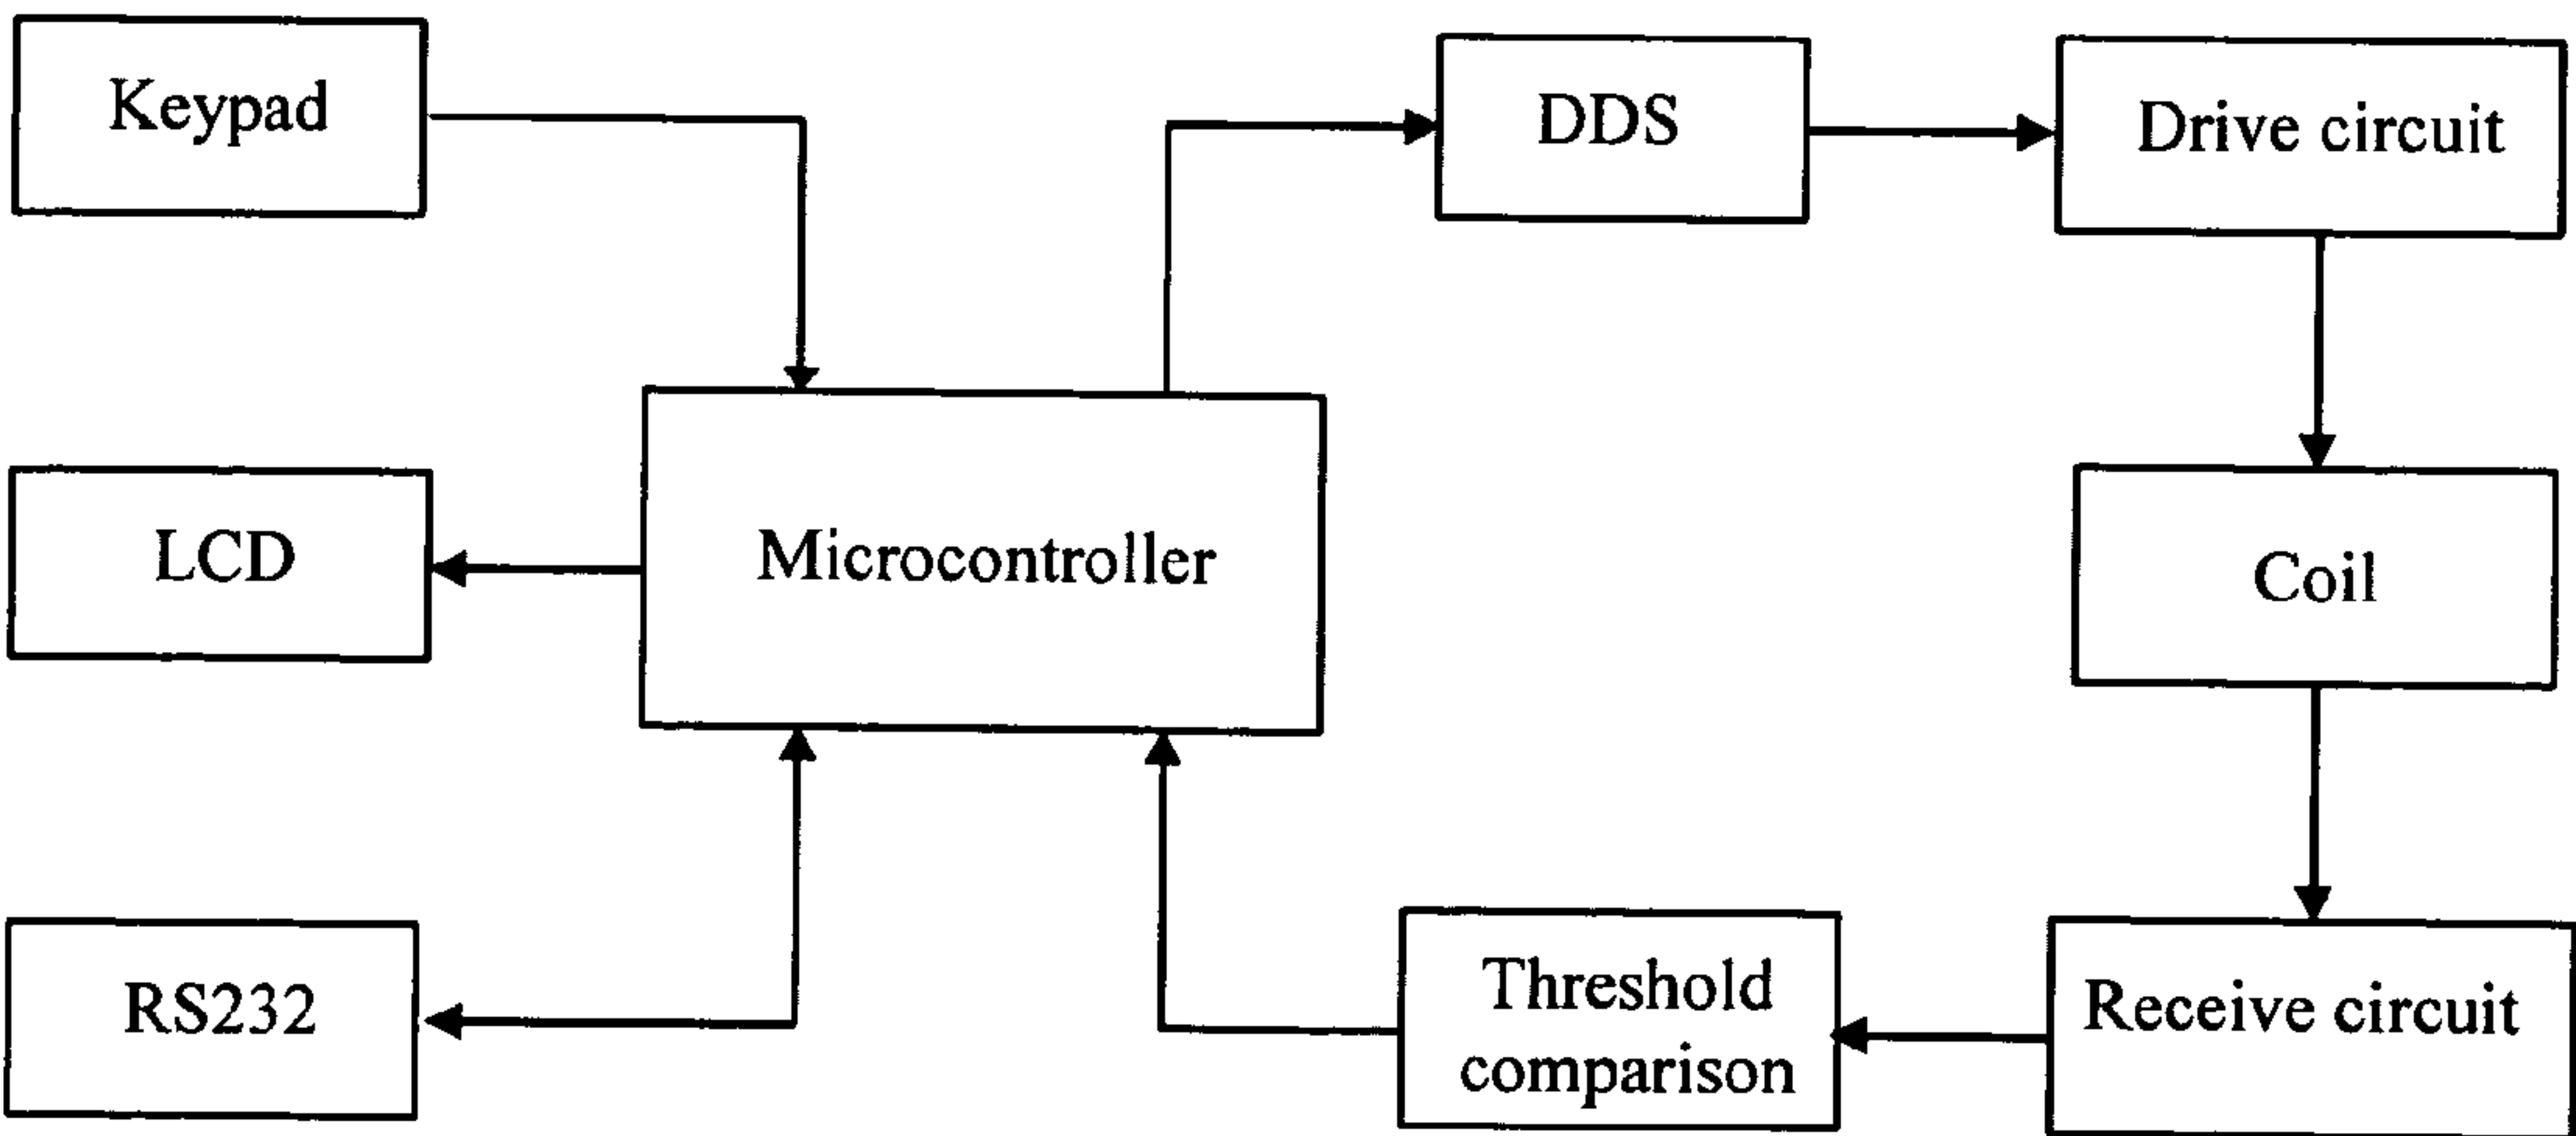 Keypad
DDS
Drive circuit
LCD
Microcontroller
Coil
RS232
Threshold
comparison
Receive circuit